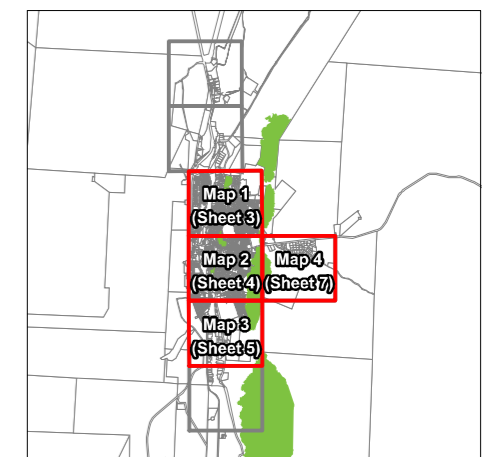 Map 1
(Sheet 3)
Map 2
(Sheet 4)
Map 4
(Sheet 7)
Map 3
(Sheet 5)